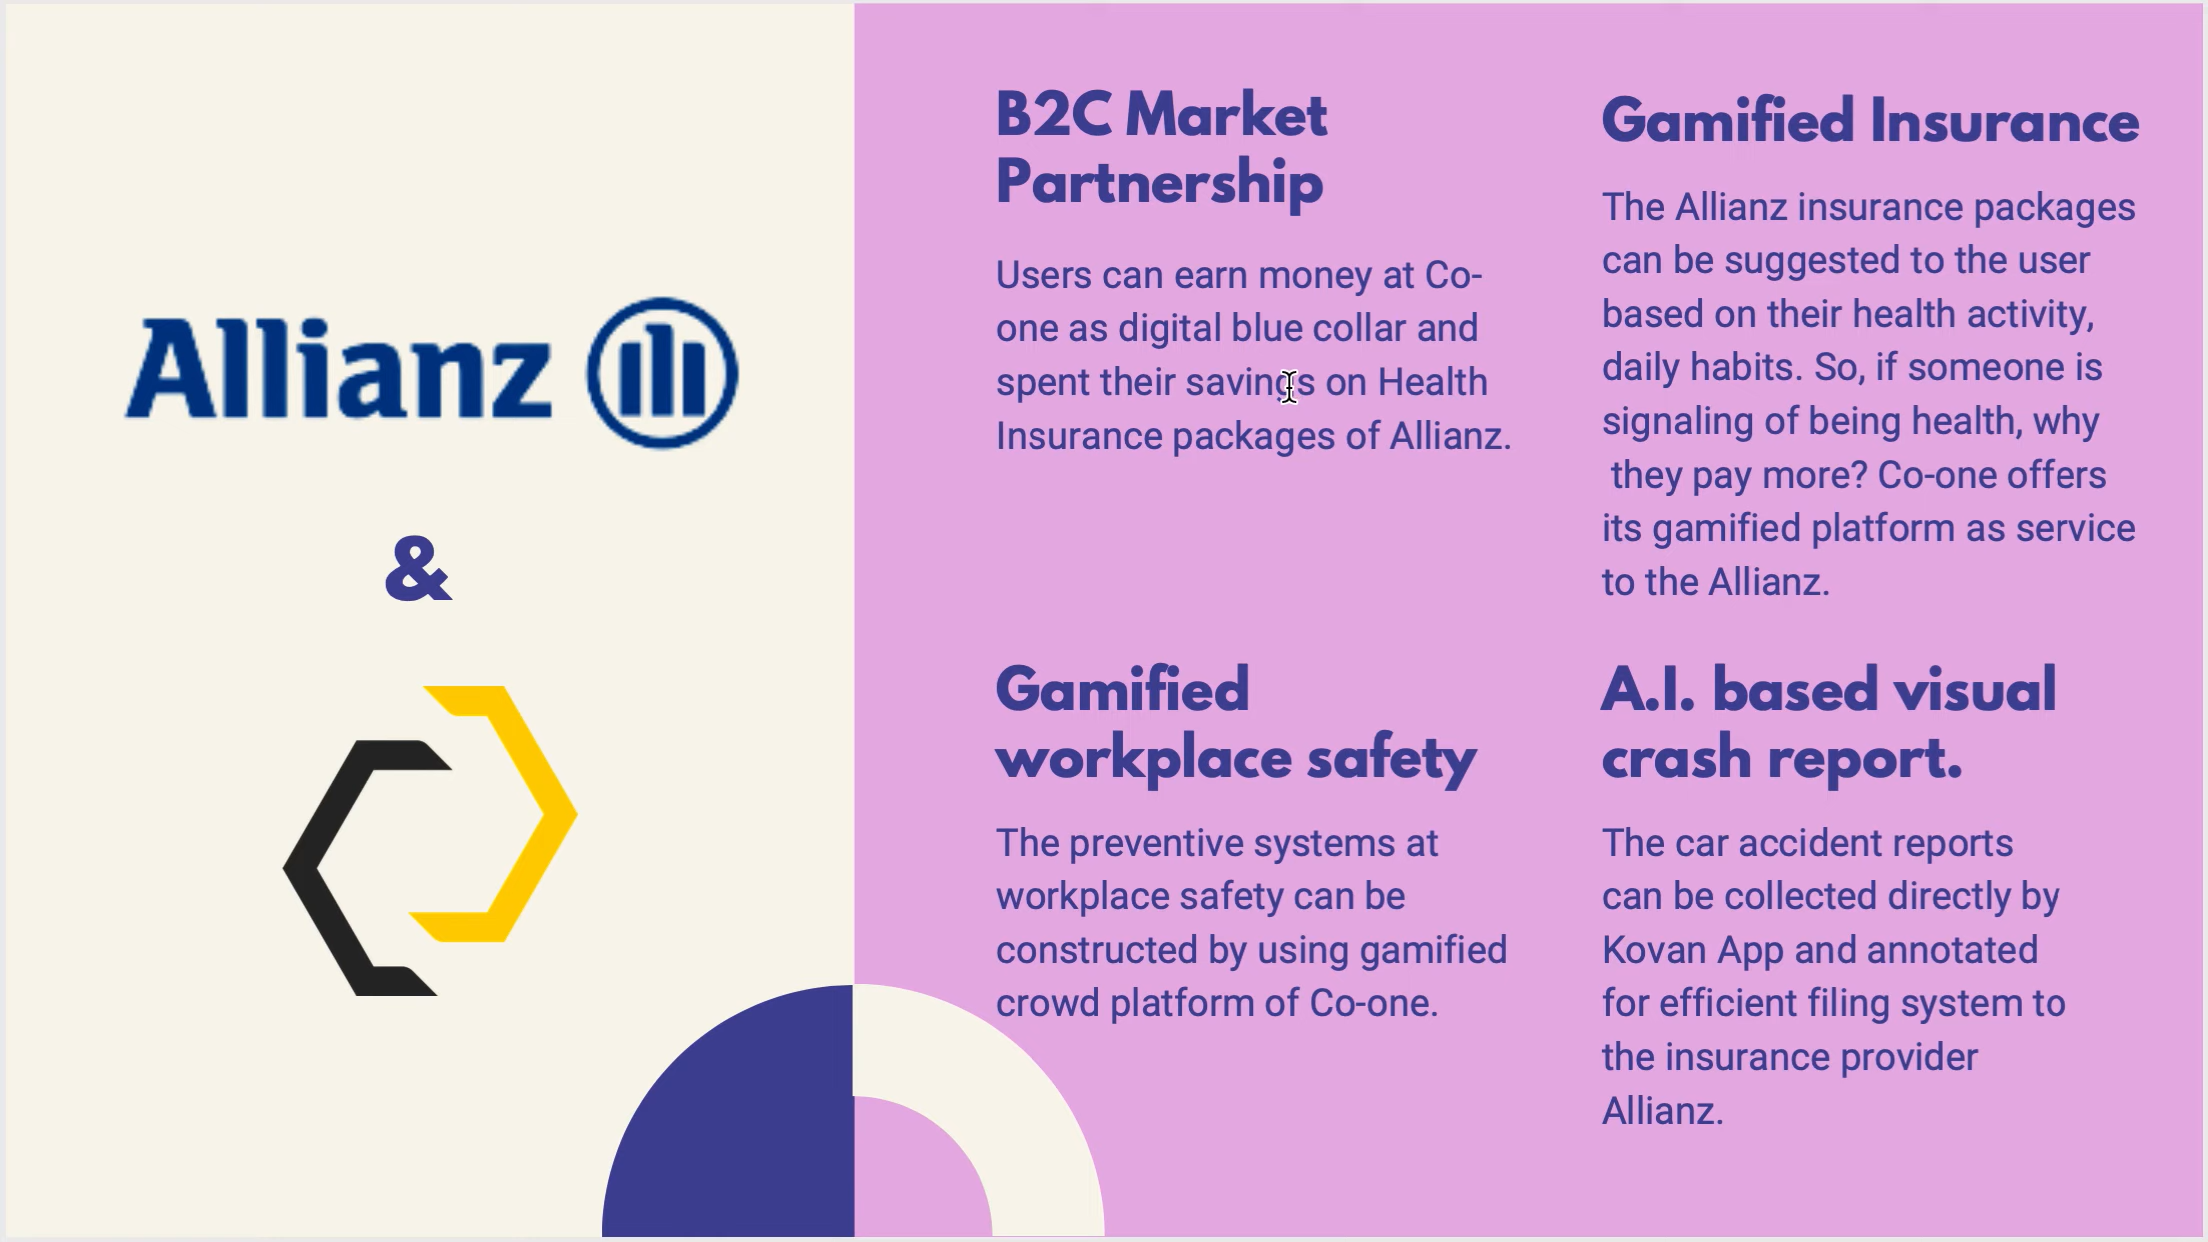 Allianz
&
B2C Market
Partnership
Users can earn money at Co-
one as digital blue collar and
spent their savings on Health
Insurance packages of Allianz.
Gamified Insurance
The Allianz insurance packages
can be suggested to the user
based on their health activity,
daily habits. So, if someone is
signaling of being health, why
they pay more? Co-one offers
its gamified platform as service
to the Allianz.
Gamified
workplace safety
The preventive systems at
workplace safety can be
constructed by using gamified
crowd platform of Co-one.
A.I. based visual
crash report.
The car accident reports
can be collected directly by
Kovan App and annotated
for efficient filing system to
the insurance provider
Allianz.